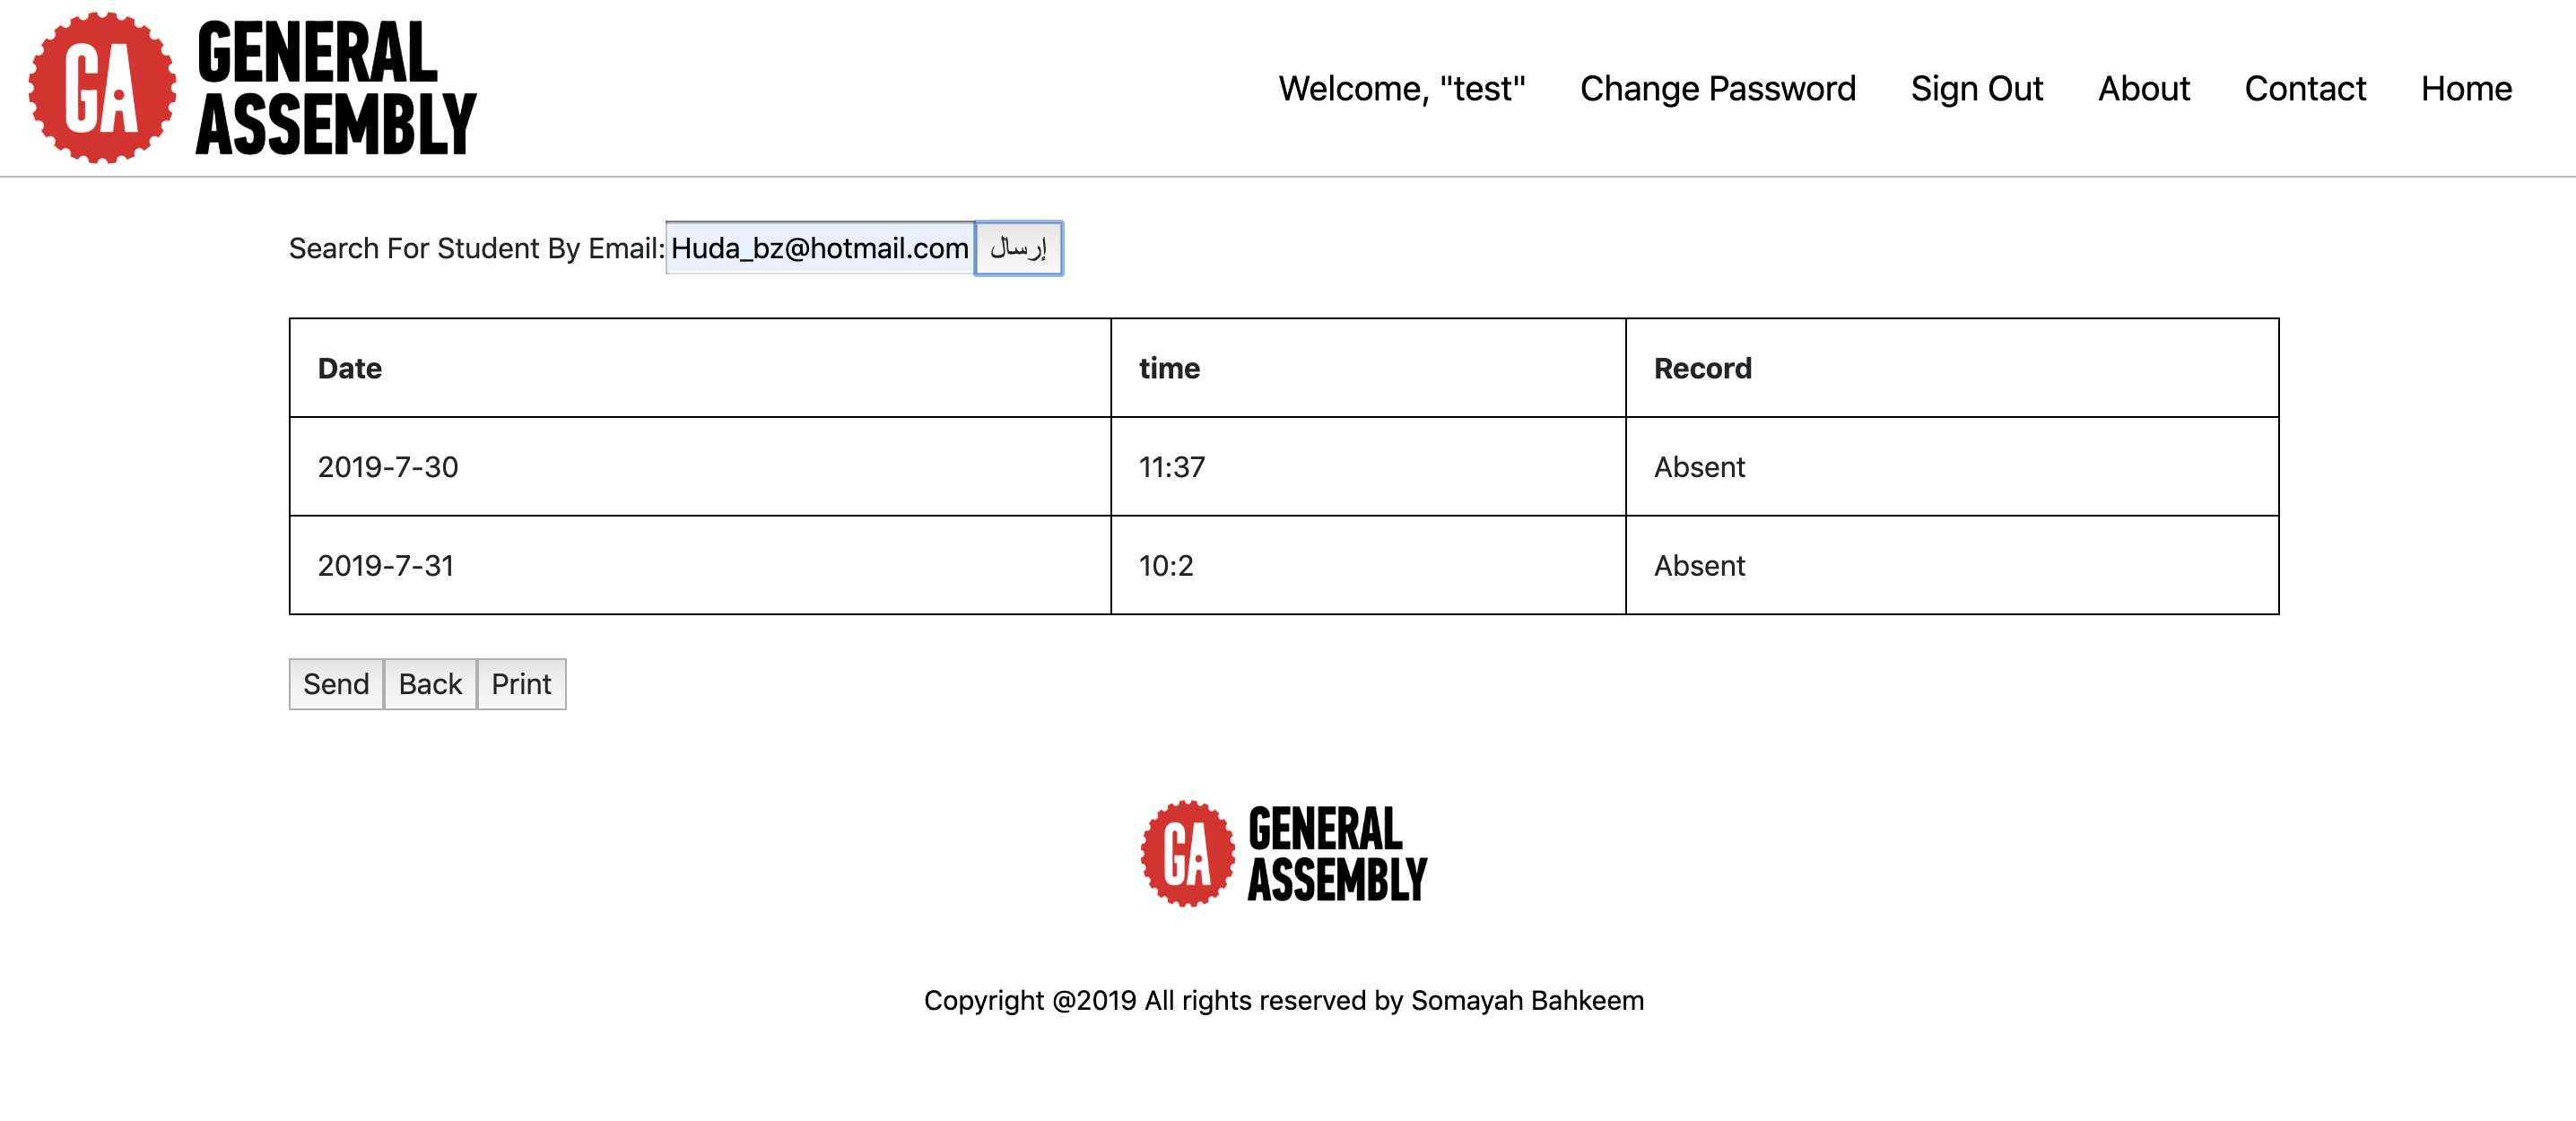 GA GENERAL ASSEMBLY
Welcome, "test" Change Password Sign Out About Contact Home
Search For Student By Email: Huda_bz@hotmail.com إرسال
Date time Record
2019-7-30 11:37 Absent
2019-7-31 10:2 Absent
Send Back Print
GA GENERAL ASSEMBLY
Copyright @2019 All rights reserved by Somayah Bahkeem